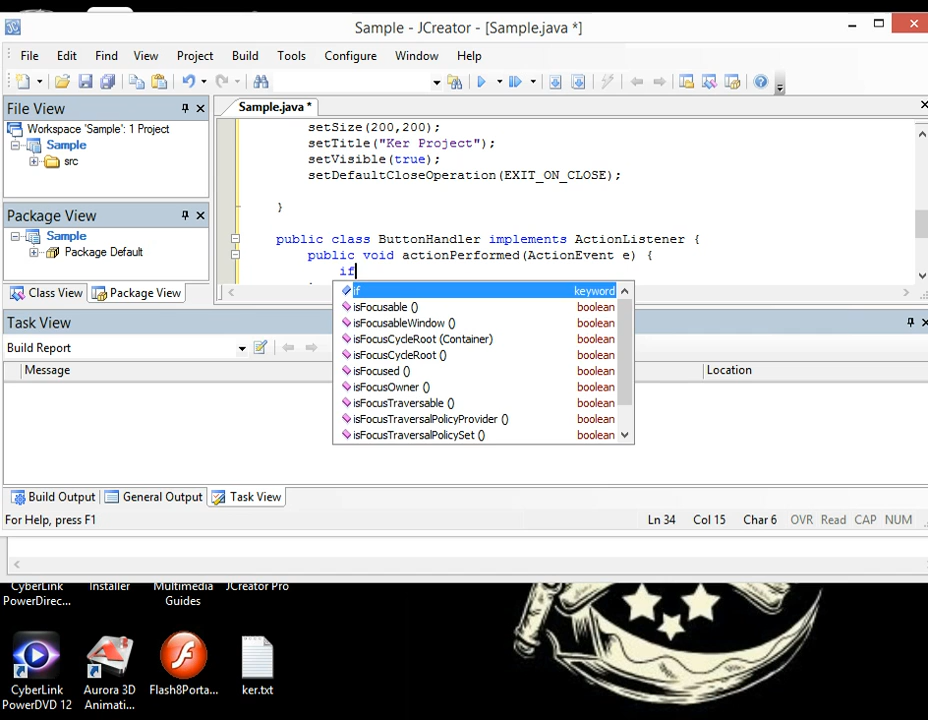 Sample - JCreator - [Sample.java *]
File Edit Find View Project Build Tools Configure Window Help
File View
Sample.java *
Workspace 'Sample': 1 Project
Sample
src
setSize(200,200);
setTitle("Ker Project");
setVisible(true);
setDefaultCloseOperation(EXIT_ON_CLOSE);
}
Package View
Sample
Package Default
public class ButtonHandler implements ActionListener {
public void actionPerformed(ActionEvent e) {
if
Class View Package View
if keyword
isFocusable () boolean
isFocusableWindow () boolean
isFocusCycleRoot (Container) boolean
isFocusCycleRoot () boolean
isFocused () boolean
isFocusOwner () boolean
isFocusTraversable () boolean
isFocusTraversalPolicyProvider () boolean
isFocusTraversalPolicySet () boolean
Task View
Build Report
Message Location
Build Output General Output Task View
For Help, press F1 Ln 34 Col 15 Char 6 OVR Read CAP NUM
CyberLink
PowerDirec...
Installer
Multimedia
Guides
JCreator Pro
CyberLink
PowerDVD 12
Aurora 3D
Animati...
Flash8Porta...
ker.txt